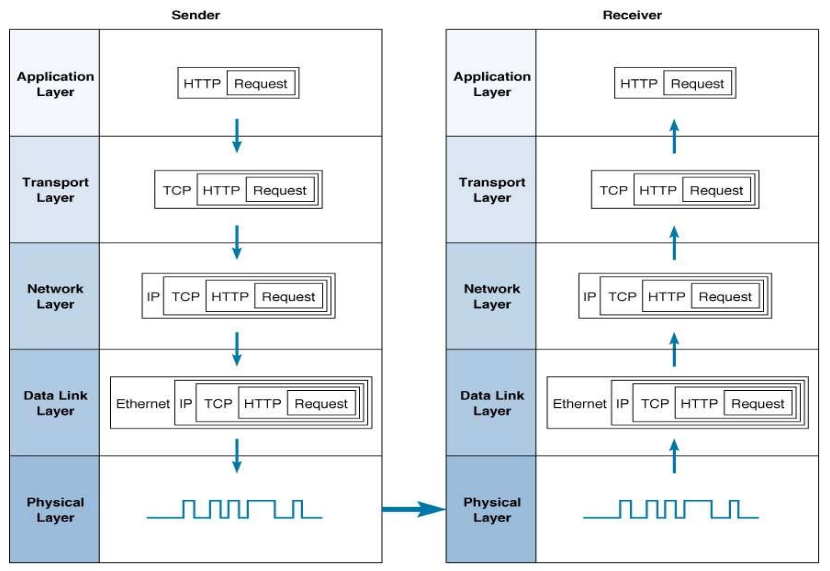 Sender
Receiver
Application
Layer
HTTP Request
Application
Layer
HTTP Request
Transport
Layer
TCP HTTP Request
Transport
Layer
TCP HTTP Request
Network
Layer
IP TCP HTTP Request
Network
Layer
IP TCP HTTP Request
Data Link
Layer
Ethernet IP TCP HTTP Request
Data Link
Layer
Ethernet IP TCP HTTP Request
Physical
Layer
Physical
Layer